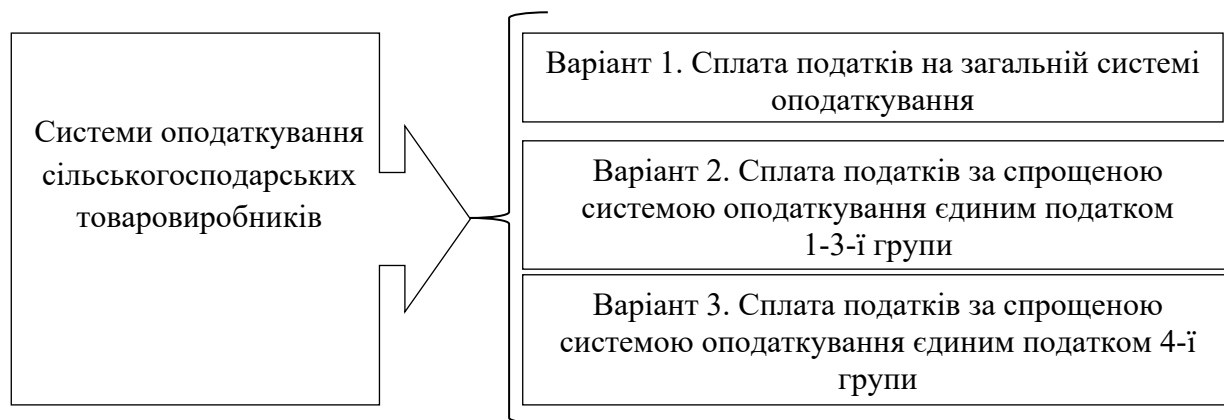 Системи оподаткування
сільськогосподарських
товаровиробників
Варіант 1. Сплата податків на загальній системі
оподаткування
Варіант 2. Сплата податків за спрощеною
системою оподаткування єдиним податком
1-3-ї групи
Варіант 3. Сплата податків за спрощеною
системою оподаткування єдиним податком 4-ї
групи